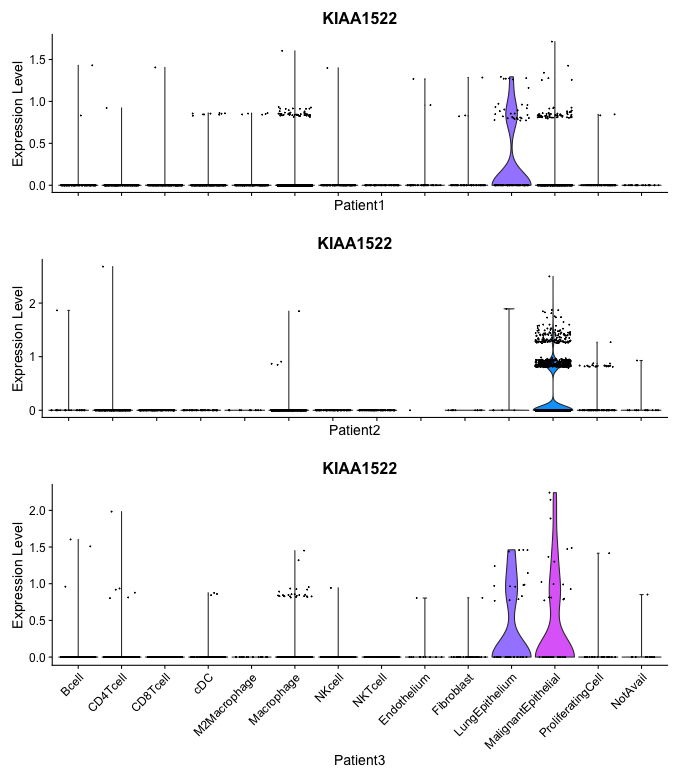 KIAA1522
Expression Level
1.5
1.0
0.5
0.0
Patient1
KIAA1522
Expression Level
2
1
0
Patient2
KIAA1522
Expression Level
2.0
1.5
1.0
0.5
0.0
Bcell
CD4Tcell
CD8Tcell
cDC
M2Macrophage
Macrophage
NKcell
NKTcell
Endothelium
Fibroblast
LungEpithelium
MalignantEpithelial
ProliferatingCell
NotAvail
Patient3